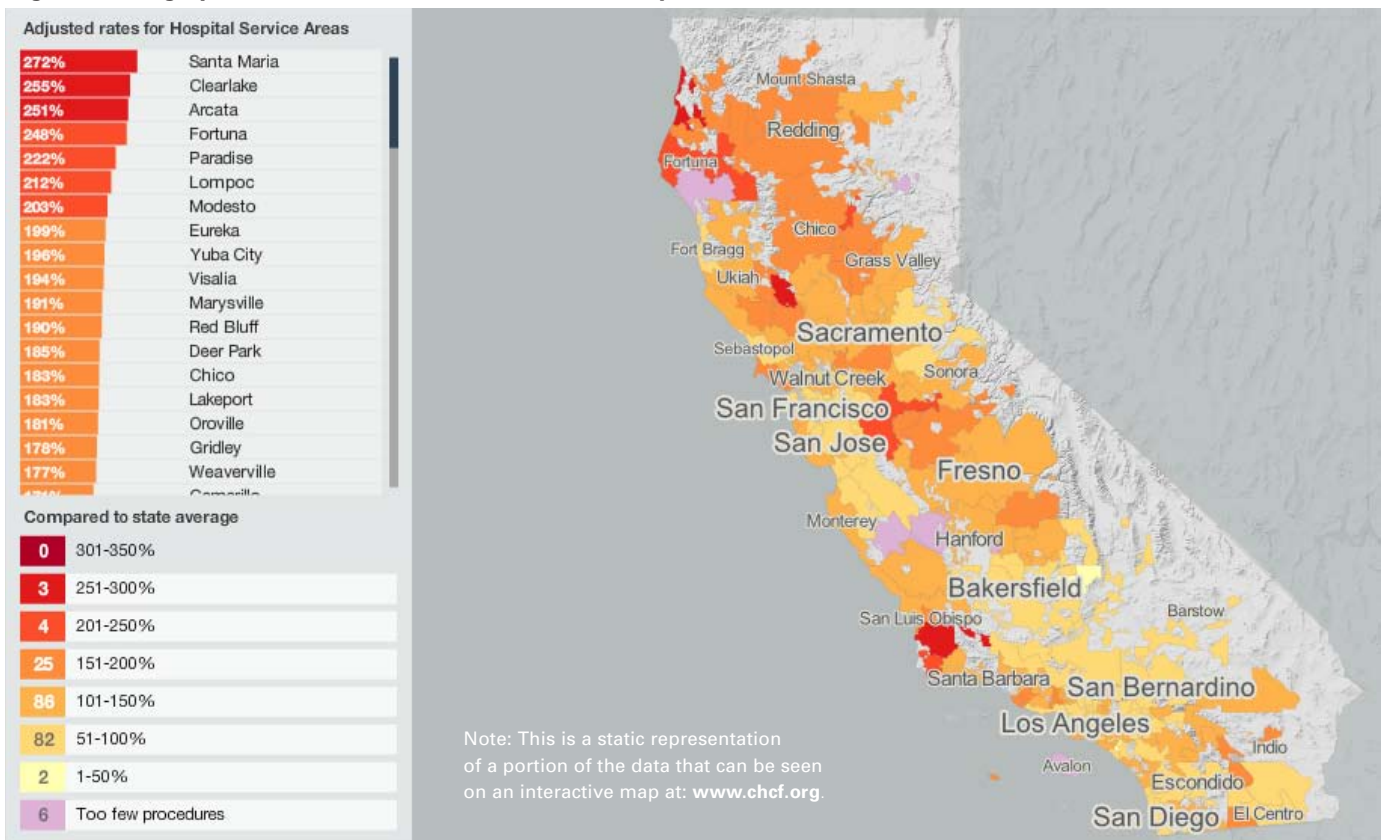 Adjusted rates for Hospital Service Areas
272% Santa Maria
255% Clearlake
251% Arcata
248% Fortuna
222% Paradise
212% Lompoc
203% Modesto
199% Eureka
196% Yuba City
194% Visalia
191% Marysville
190% Red Bluff
185% Deer Park
183% Chico
183% Lakeport
181% Oroville
178% Gridley
177% Weaverville
Compared to state average
0 301-350%
3 251-300%
4 201-250%
25 151-200%
86 101-150%
82 51-100%
2 1-50%
6 Too few procedures
Mount Shasta
Redding
Fortuna
Chico
Fort Bragg
Grass Valley
Ukiah
Sacramento
Sebastopol
Walnut Creek
Sonora
San Francisco
San Jose
Fresno
Monterey
Hanford
Bakersfield
San Luis Obispo
Barstow
Santa Barbara
San Bernardino
Los Angeles
Indio
Avalon
Escondido
San Diego
El Centro
Note: This is a static representation
of a portion of the data that can be seen
on an interactive map at: www.chcf.org.